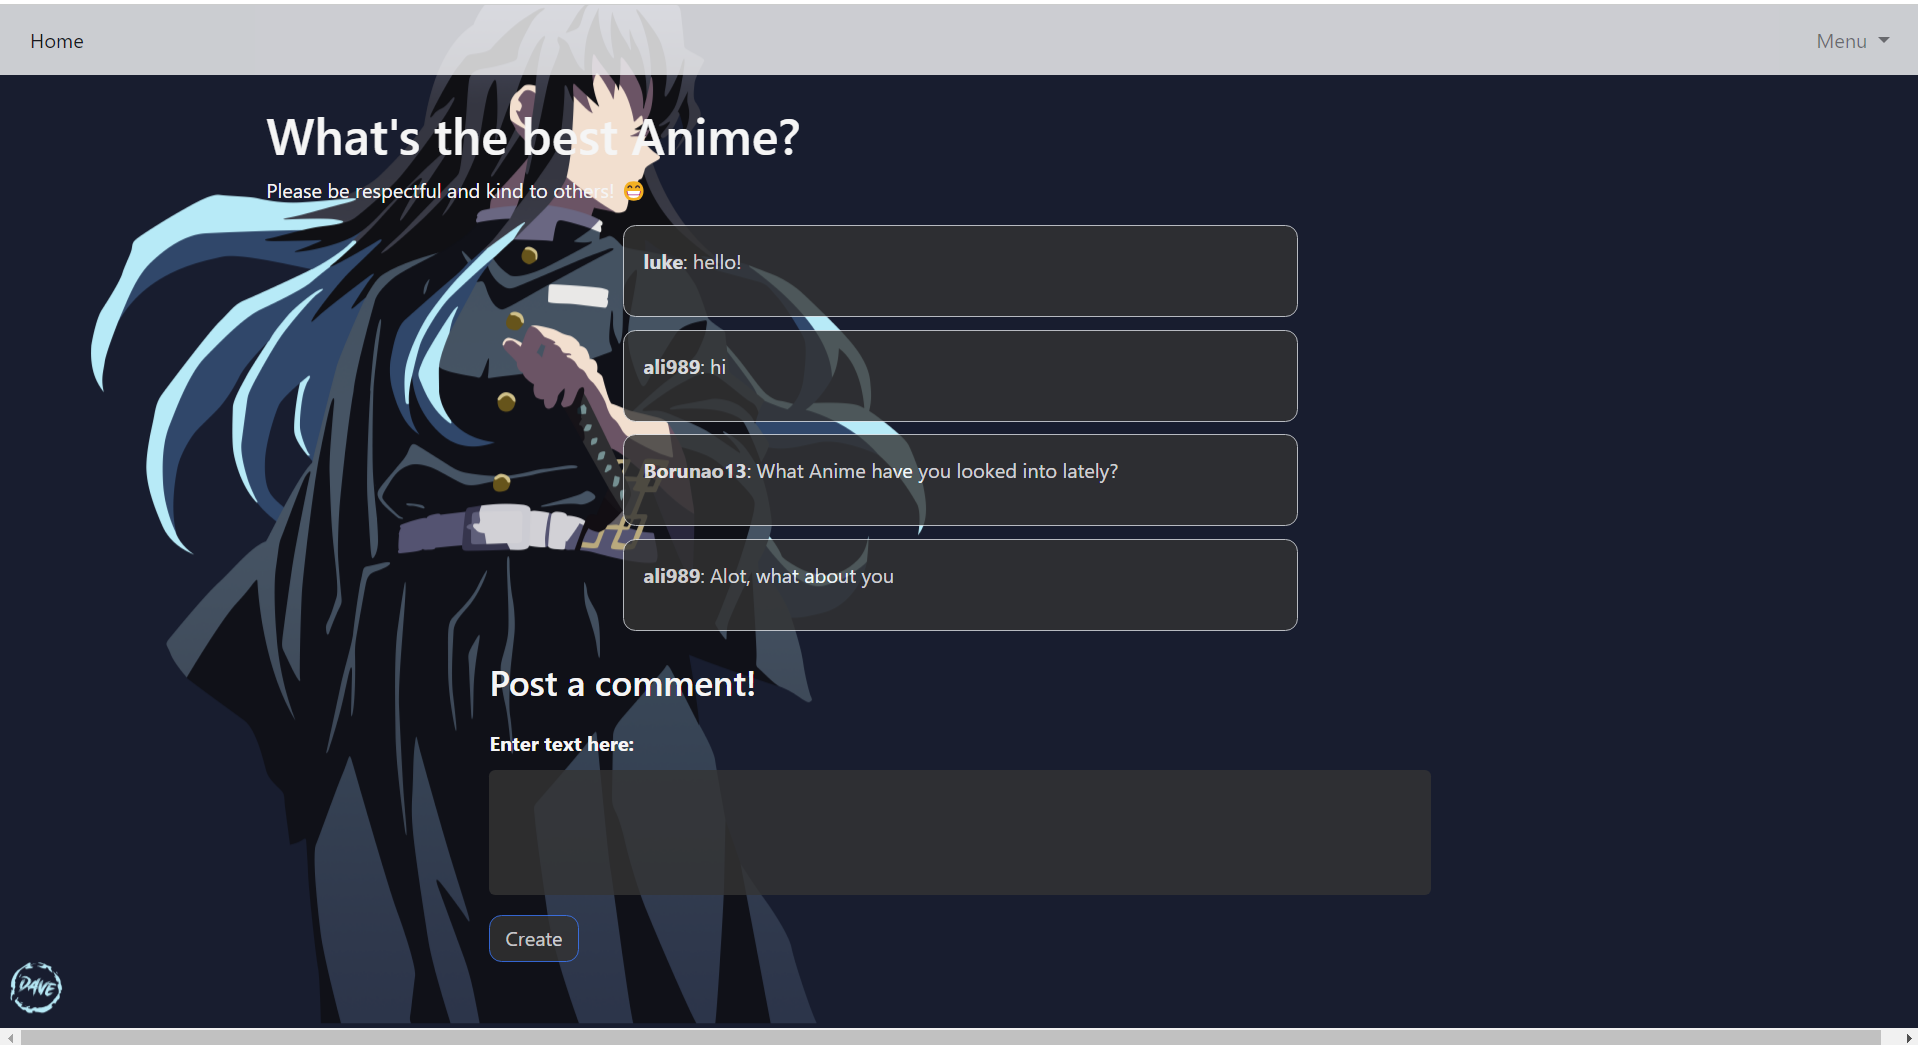 Home
Menu
What's the best Anime?
Please be respectful and kind to others! 😁
luke: hello!
ali989: hi
Borunao13: What Anime have you looked into lately?
ali989: Alot, what about you
Post a comment!
Enter text here:
Create
DAVE